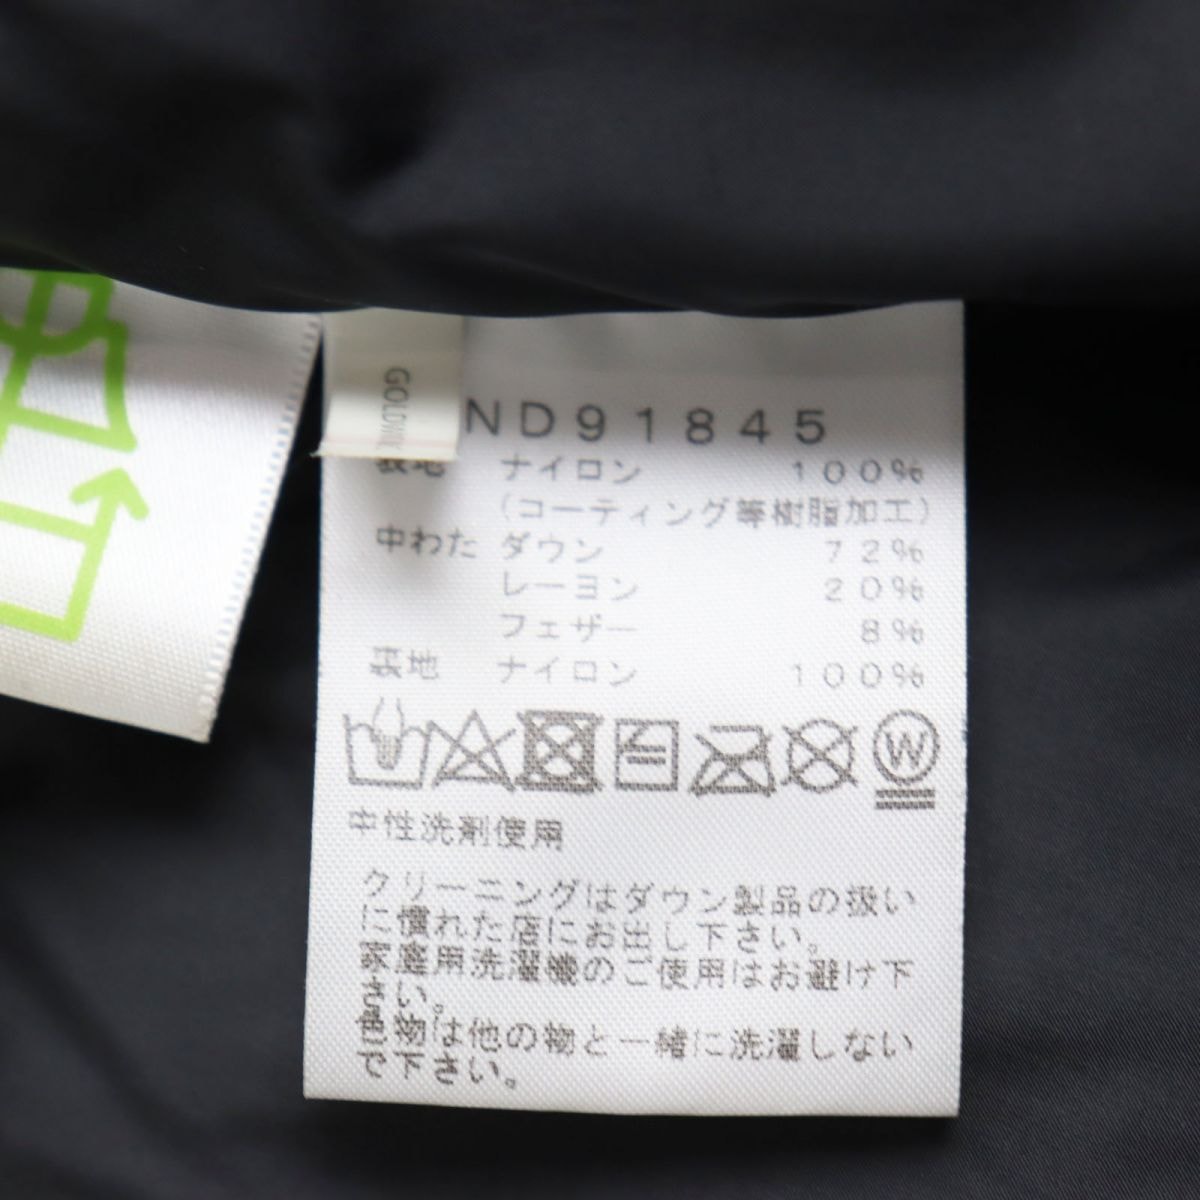 GOLDWIN
ND91845
表地 ナイロン 100%
(コーティング等樹脂加工)
中わた ダウン 72%
レーヨン 20%
フェザー 8%
裏地 ナイロン 100%
W
中性洗剤使用
クリーニングはダウン製品の扱い
に慣れた店にお出し下さい。
家庭用洗濯機のご使用はお避け下
さい。
色物は他の物と一緒に洗濯しない
で下さい。